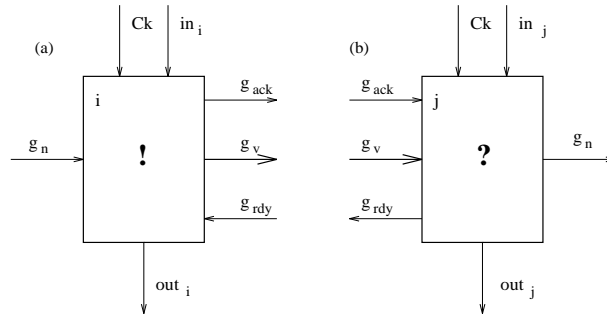 (a) Ck in i
i
g n
!
g ack
g v
g rdy
out i
(b) Ck in j
g ack
g v
g rdy
j
?
g n
out j